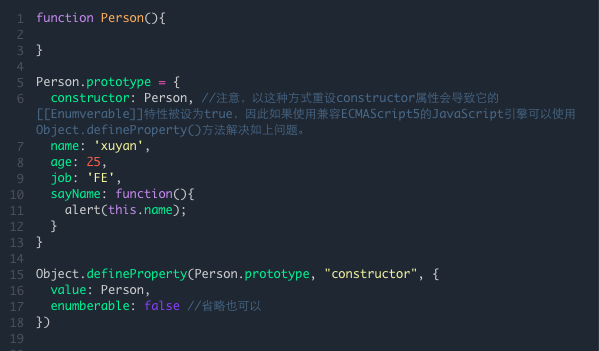 1 function Person(){
2
3 }
4
5 Person.prototype = {
6 constructor: Person, //注意，以这种方式重设constructor属性会导致它的
[[Enumverable]]特性被设为true，因此如果使用兼容ECMAScript5的JavaScript引擎可以使用
Object.defineProperty()方法解决如上问题。
7 name: 'xuyan',
8 age: 25,
9 job: 'FE',
10 sayName: function(){
11 alert(this.name);
12 }
13 }
14
15 Object.defineProperty(Person.prototype, "constructor", {
16 value: Person,
17 enumberable: false //省略也可以
18 })
19